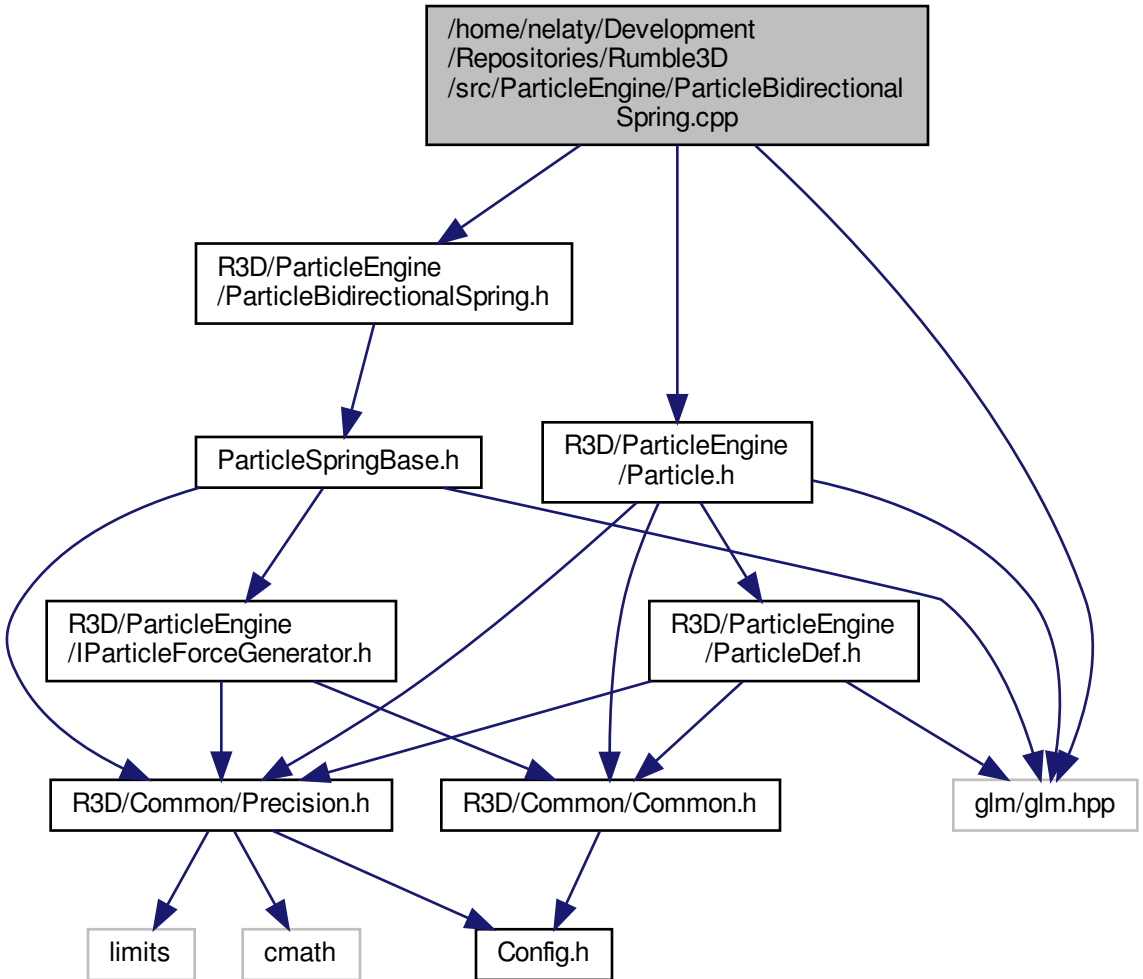 /home/nelaty/Development
/Repositories/Rumble3D
/src/ParticleEngine/ParticleBidirectional
Spring.cpp
R3D/ParticleEngine
/ParticleBidirectionalSpring.h
ParticleSpringBase.h
R3D/ParticleEngine
/Particle.h
R3D/ParticleEngine
/IParticleForceGenerator.h
R3D/ParticleEngine
/ParticleDef.h
R3D/Common/Precision.h
R3D/Common/Common.h
glm/glm.hpp
limits
cmath
Config.h